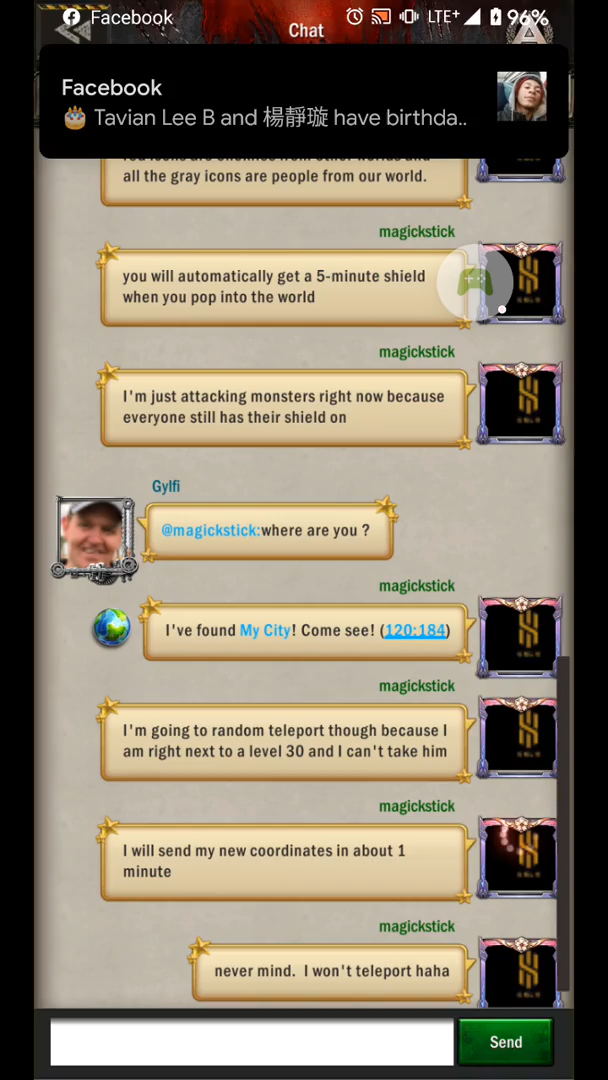 Facebook
LTE+
96%
Chat
Facebook
🎂 Tavian Lee B and 楊靜璇 have birthda..
all the gray icons are people from our world.
magickstick
you will automatically get a 5-minute shield
when you pop into the world
magickstick
I'm just attacking monsters right now because
everyone still has their shield on
Gylfi
@magickstick:where are you ?
magickstick
I've found My City! Come see! (120:184)
magickstick
I'm going to random teleport though because I
am right next to a level 30 and I can't take him
magickstick
I will send my new coordinates in about 1
minute
magickstick
never mind.  I won't teleport haha
Send